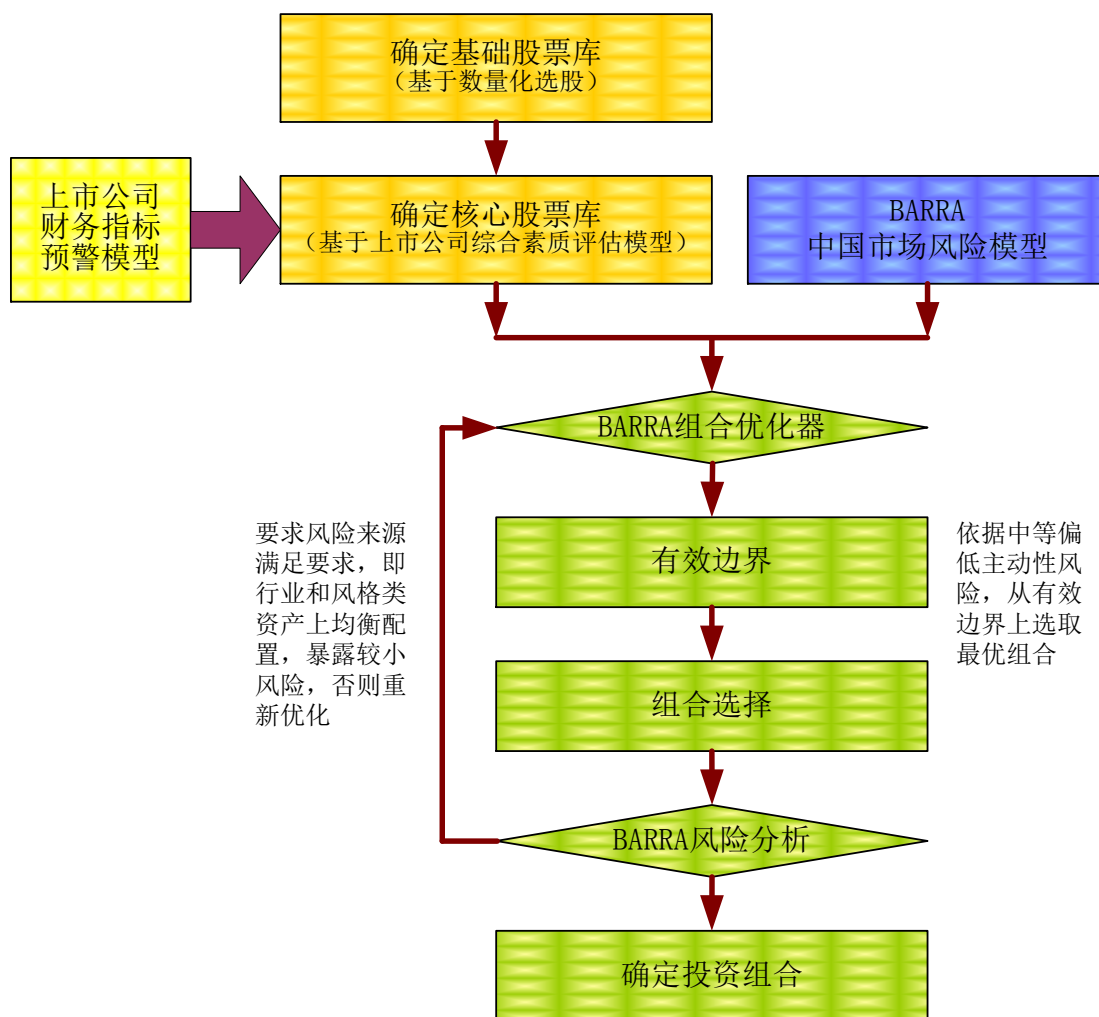 确定基础股票库
（基于数量化选股）
上市公司
财务指标
预警模型
确定核心股票库
（基于上市公司综合素质评估模型）
BARRA
中国市场风险模型
BARRA组合优化器
要求风险来源
满足要求，即
行业和风格类
资产上均衡配
置，暴露较小
风险，否则重
新优化
有效边界
依据中等偏
低主动性风
险，从有效
边界上选取
最优组合
组合选择
BARRA风险分析
确定投资组合